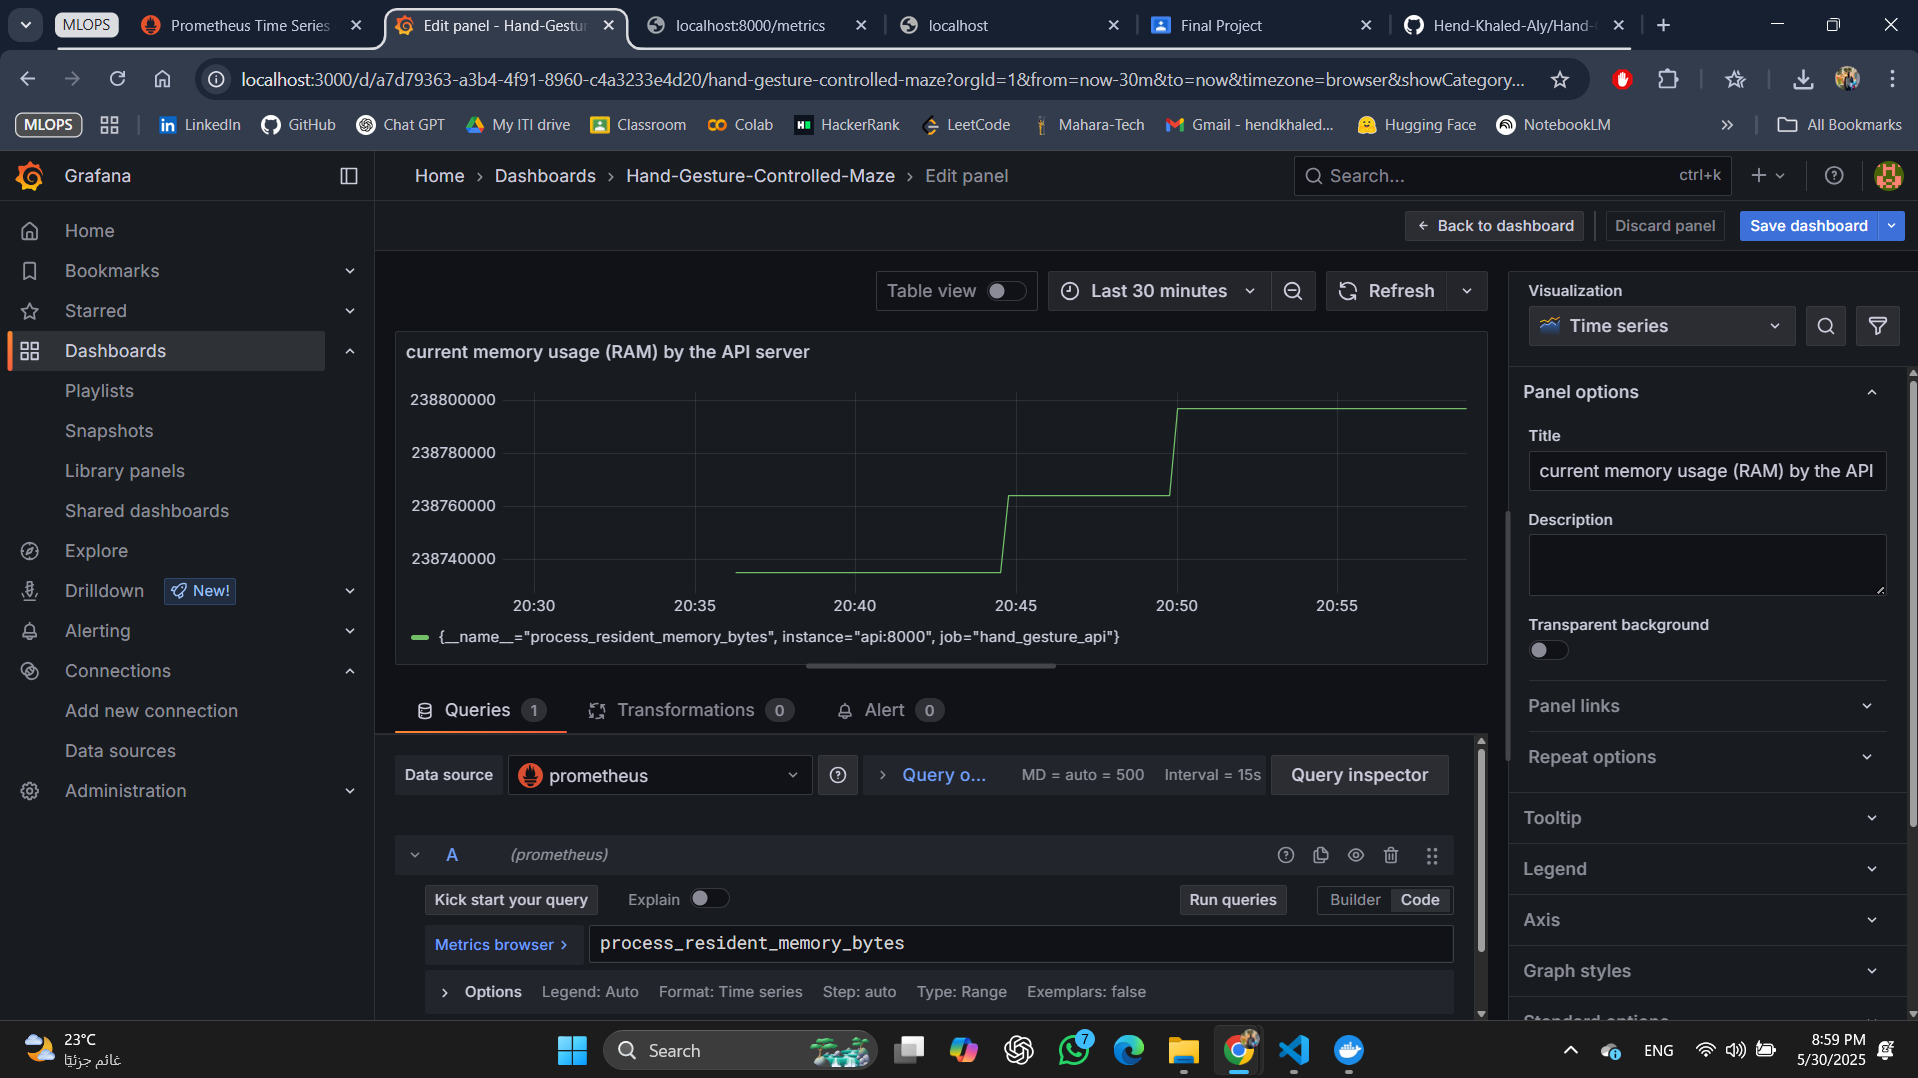 MLOPS
Prometheus Time Series
Edit panel - Hand-Gestur
localhost:8000/metrics
localhost
Final Project
Hend-Khaled-Aly/Hand-
localhost:3000/d/a7d79363-a3b4-4f91-8960-c4a3233e4d20/hand-gesture-controlled-maze?orgId=1&from=now-30m&to=now&timezone=browser&showCategory...
MLOPS
LinkedIn
GitHub
Chat GPT
My ITI drive
Classroom
Colab
HackerRank
LeetCode
Mahara-Tech
Gmail - hendkhaled...
Hugging Face
NotebookLM
All Bookmarks
Grafana
Home
Dashboards
Hand-Gesture-Controlled-Maze
Edit panel
Search...
ctrl+k
Back to dashboard
Discard panel
Save dashboard
Home
Bookmarks
Starred
Dashboards
Playlists
Snapshots
Library panels
Shared dashboards
Explore
Drilldown
New!
Alerting
Connections
Add new connection
Data sources
Administration
Table view
Last 30 minutes
Refresh
current memory usage (RAM) by the API server
238800000
238780000
238760000
238740000
20:30
20:35
20:40
20:45
20:50
20:55
{__name__="process_resident_memory_bytes", instance="api:8000", job="hand_gesture_api"}
Queries 1
Transformations 0
Alert 0
Data source
prometheus
Query o...
MD = auto = 500
Interval = 15s
Query inspector
A
(prometheus)
Kick start your query
Explain
Run queries
Builder
Code
Metrics browser >
process_resident_memory_bytes
Options
Legend: Auto
Format: Time series
Step: auto
Type: Range
Exemplars: false
Visualization
Time series
Panel options
Title
current memory usage (RAM) by the API
Description
Transparent background
Panel links
Repeat options
Tooltip
Legend
Axis
Graph styles
Standard options
23°C
غائم جزئيًا
Search
7
ENG
8:59 PM
5/30/2025